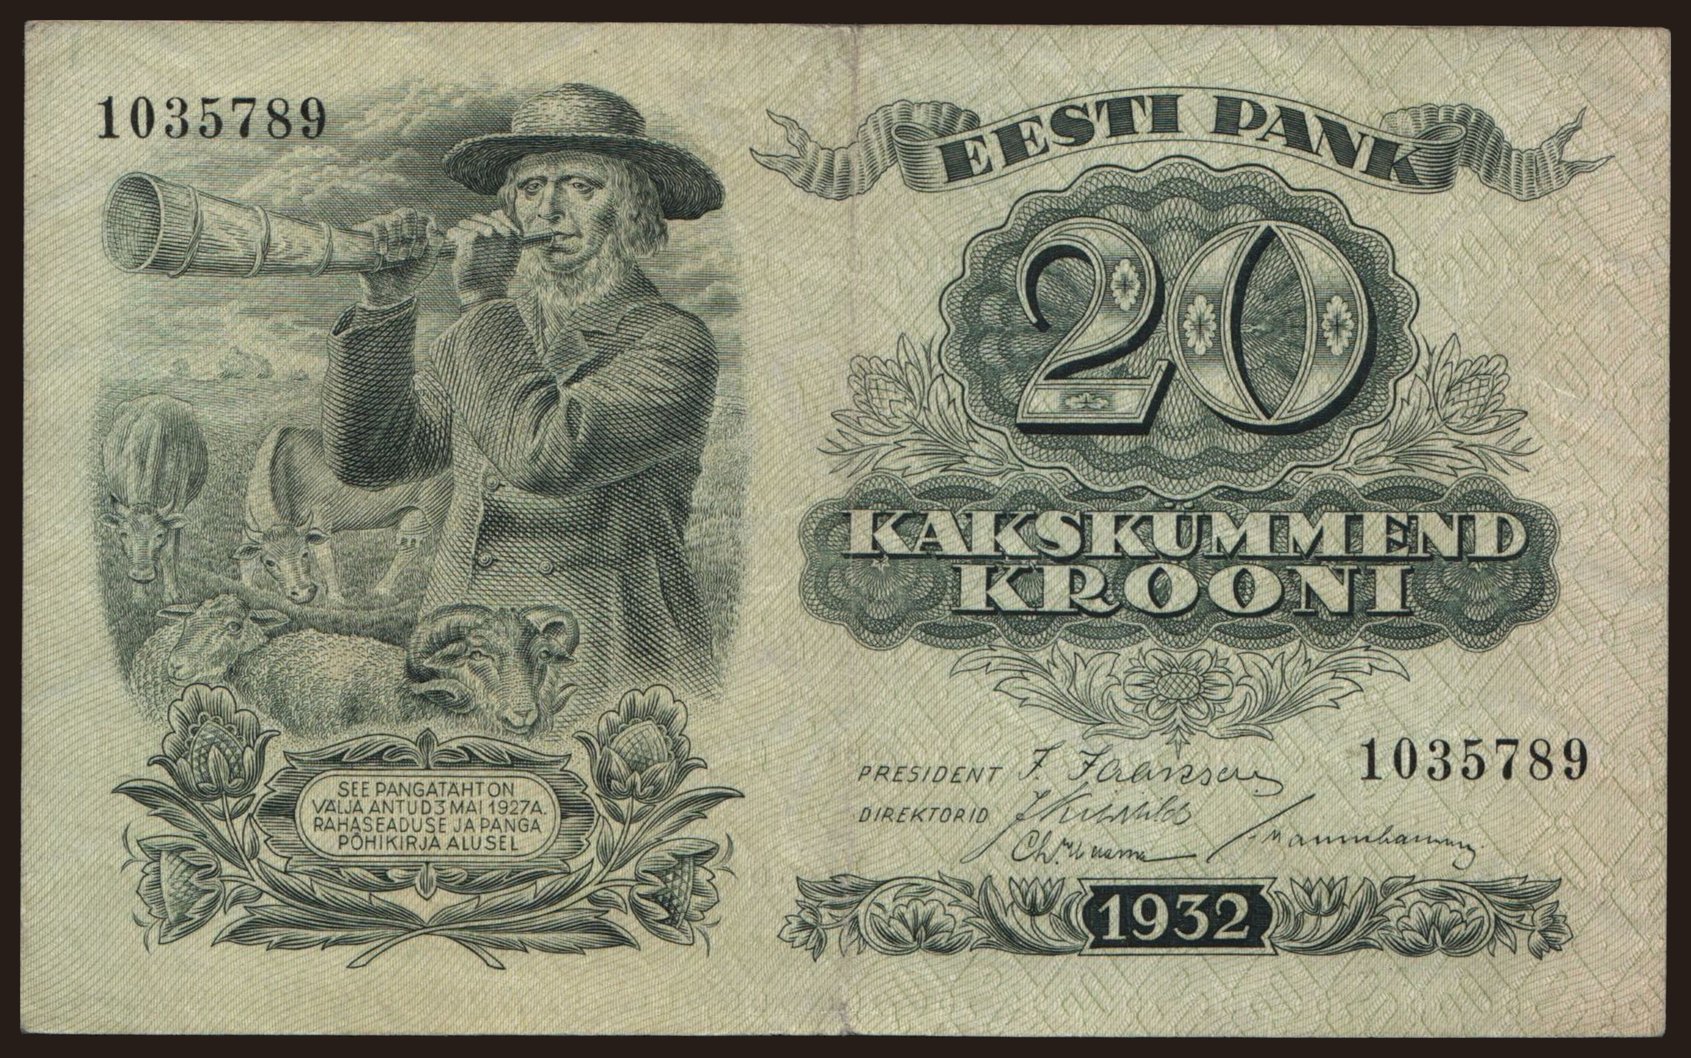 1035789
EESTI PANK
20
KAKSKÜMMEND
KROONI
SEE PANGATÄHT ON
VÄLJA ANTUD 3 MAI 1927 A.
RAHASEADUSE JA PANGA
PÕHIKIRJA ALUSEL
1035789
PRESIDENT J. Jaakson
DIREKTORID
1932